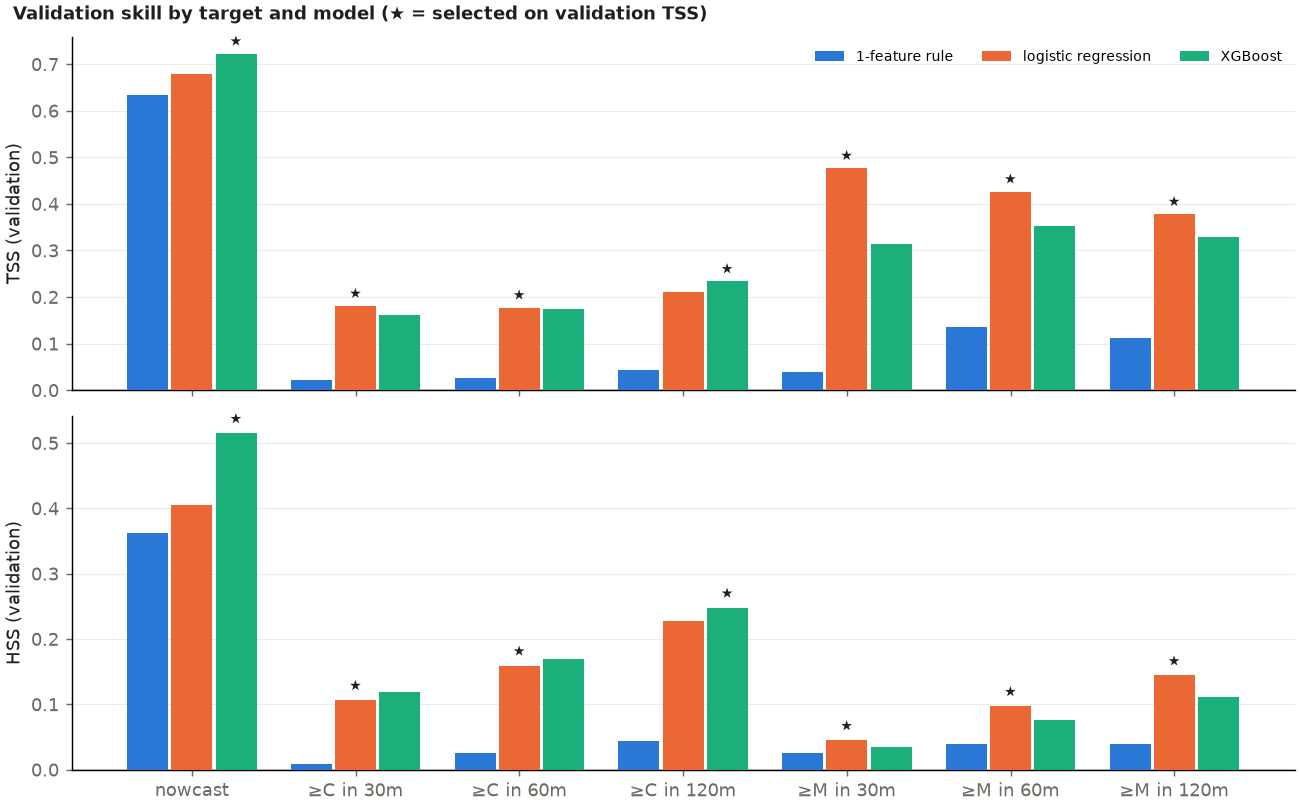 Validation skill by target and model (★ = selected on validation TSS)
1-feature rule logistic regression XGBoost
TSS (validation)
0.7
0.6
0.5
0.4
0.3
0.2
0.1
0.0
★ ★ ★ ★ ★ ★ ★
HSS (validation)
0.5
0.4
0.3
0.2
0.1
0.0
★ ★ ★ ★ ★ ★ ★
nowcast ≥C in 30m ≥C in 60m ≥C in 120m ≥M in 30m ≥M in 60m ≥M in 120m